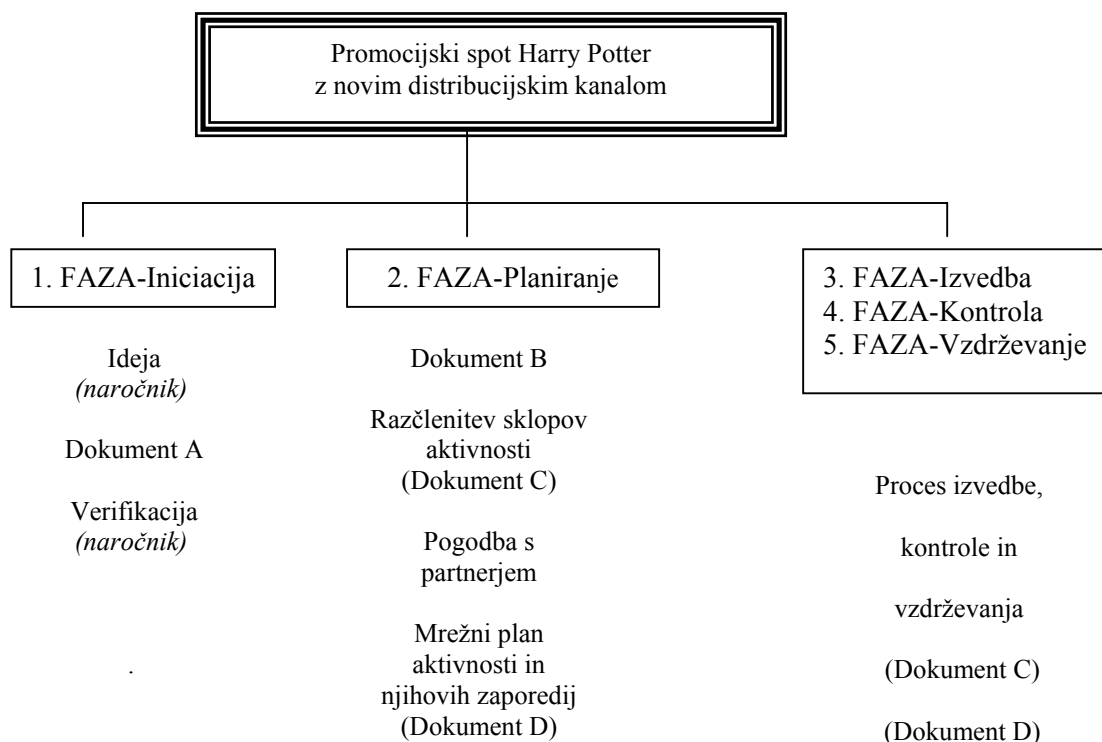 Promocijski spot Harry Potter
z novim distribucijskim kanalom
1. FAZA-Iniciacija
Ideja
(naročnik)
Dokument A
Verifikacija
(naročnik)
.
2. FAZA-Planiranje
Dokument B
Razčlenitev sklopov
aktivnosti
(Dokument C)
Pogodba s
partnerjem
Mrežni plan
aktivnosti in
njihovih zaporedij
(Dokument D)
3. FAZA-Izvedba
4. FAZA-Kontrola
5. FAZA-Vzdrževanje
Proces izvedbe,
kontrole in
vzdrževanja
(Dokument C)
(Dokument D)